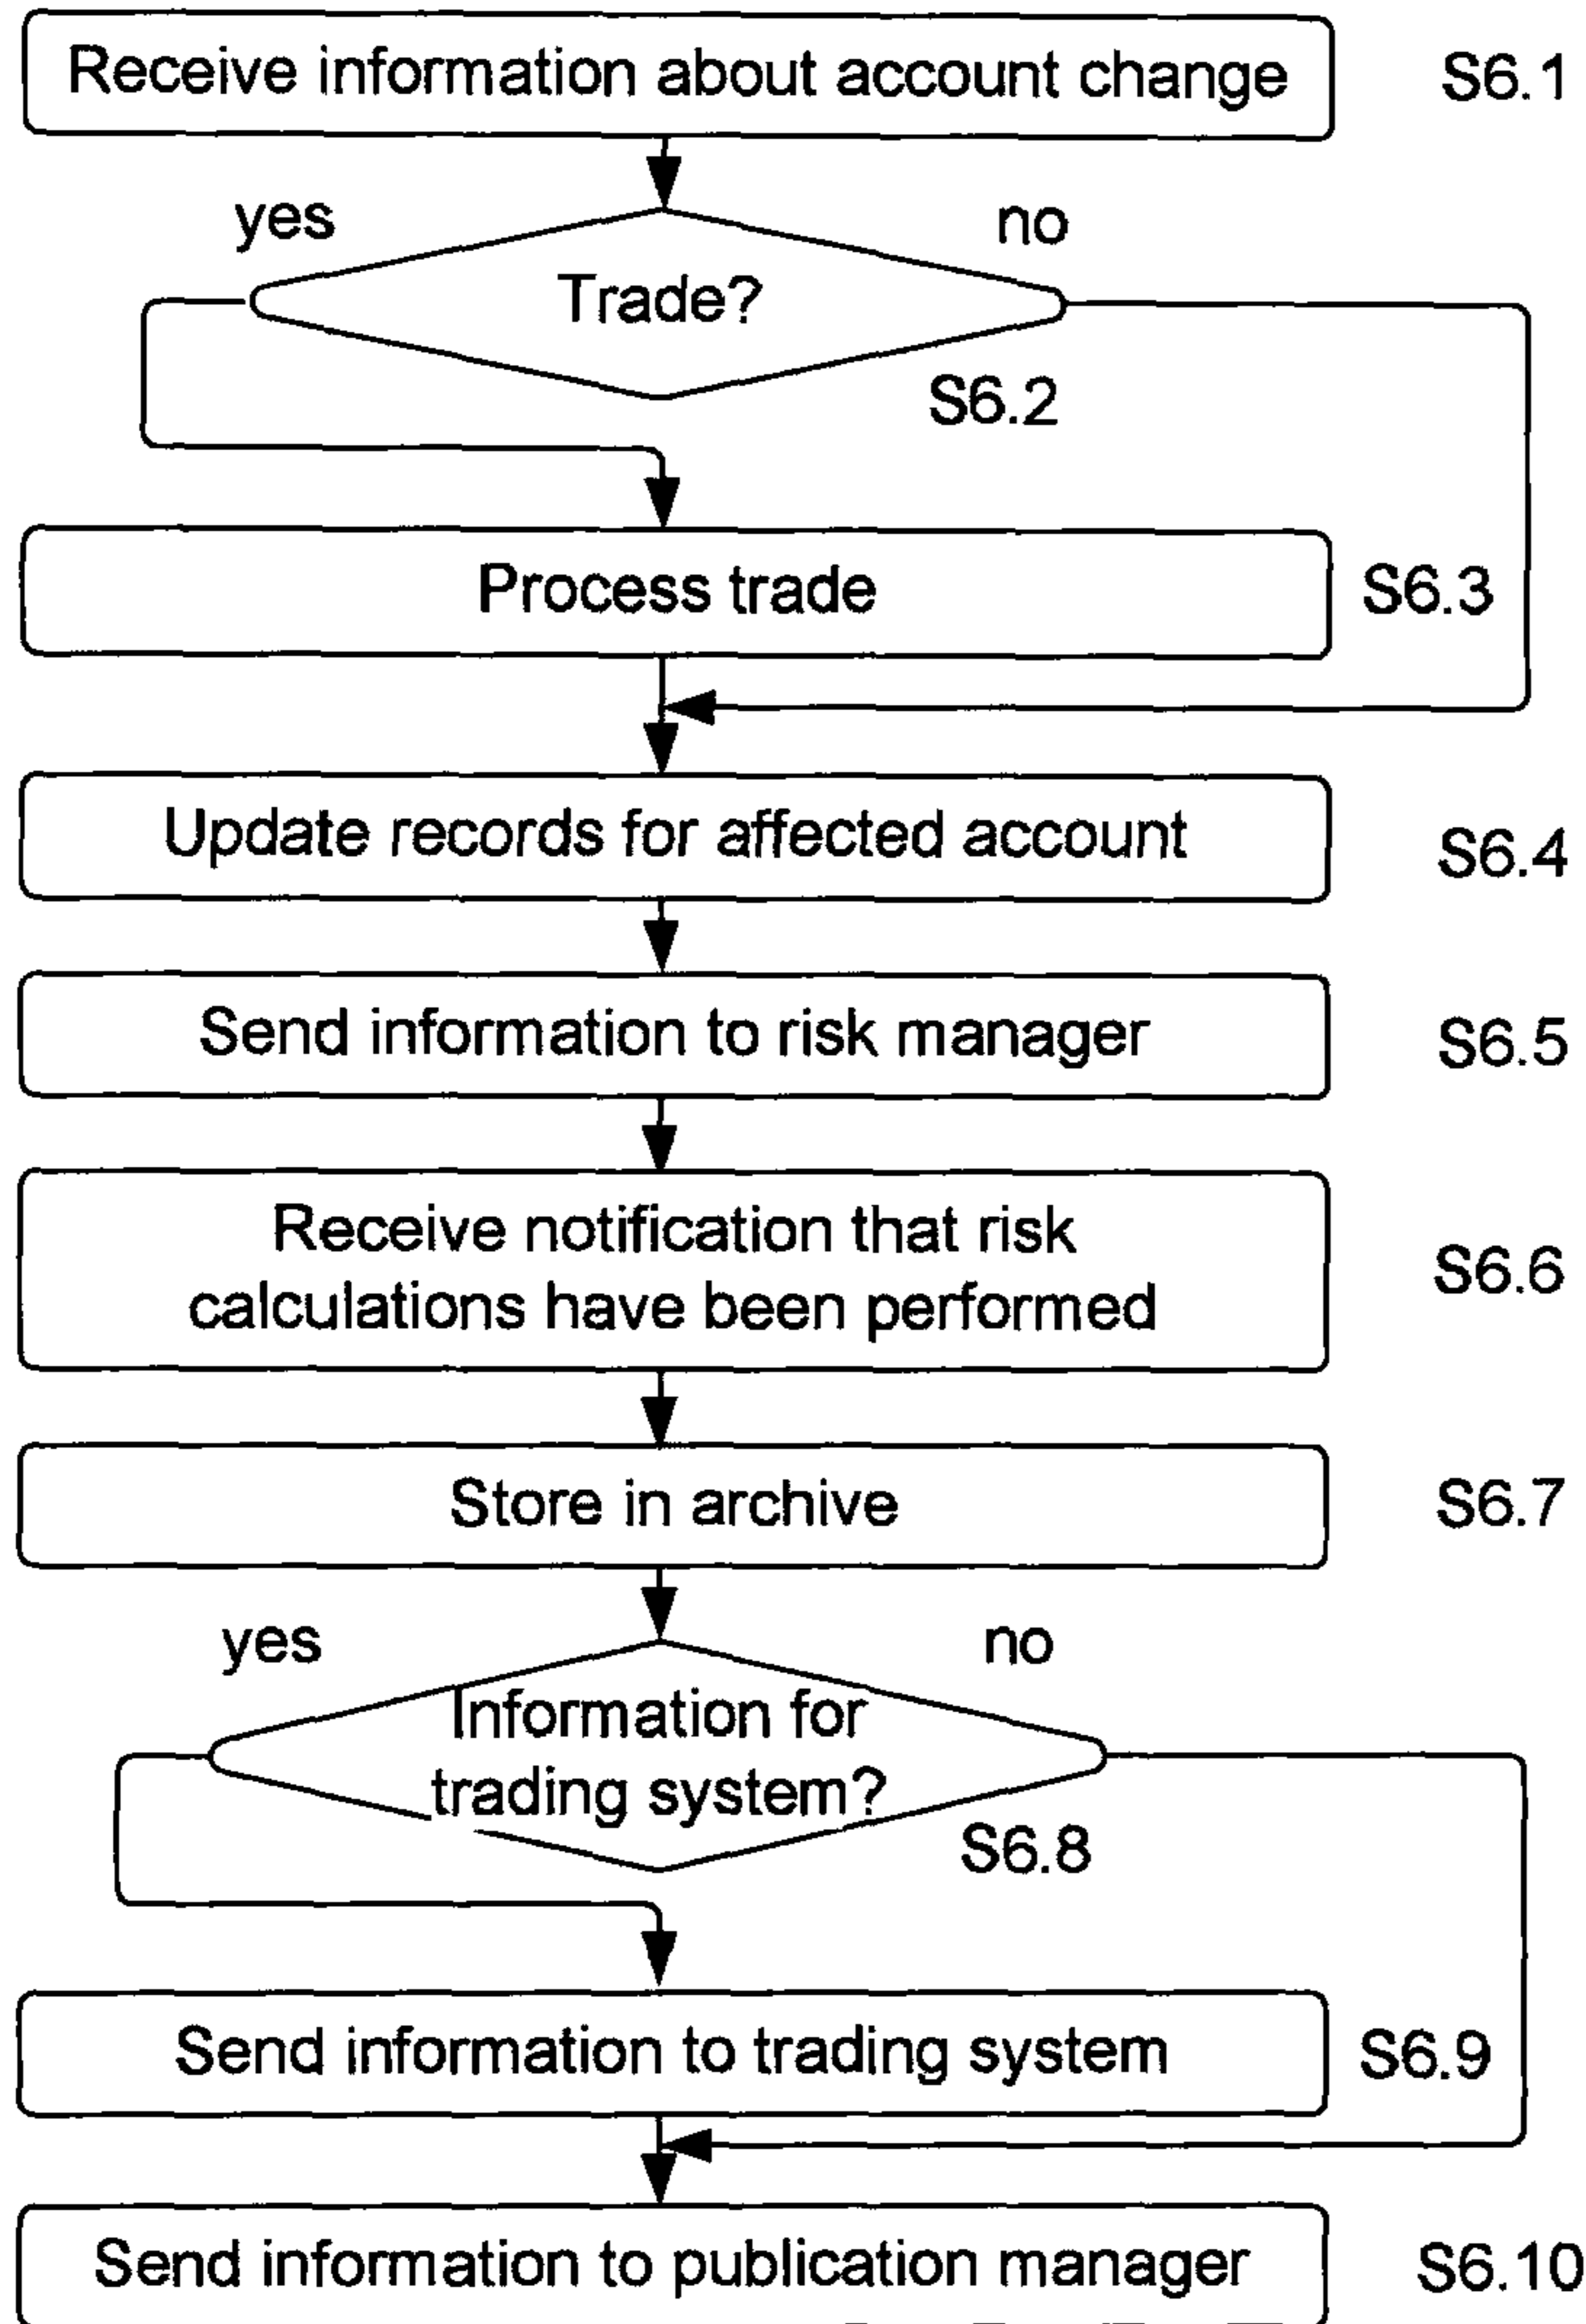 Receive information about account change S6.1
yes no
Trade?
S6.2
Process trade S6.3
Update records for affected account S6.4
Send information to risk manager S6.5
Receive notification that risk
calculations have been performed S6.6
Store in archive S6.7
yes no
Information for
trading system?
S6.8
Send information to trading system S6.9
Send information to publication manager S6.10